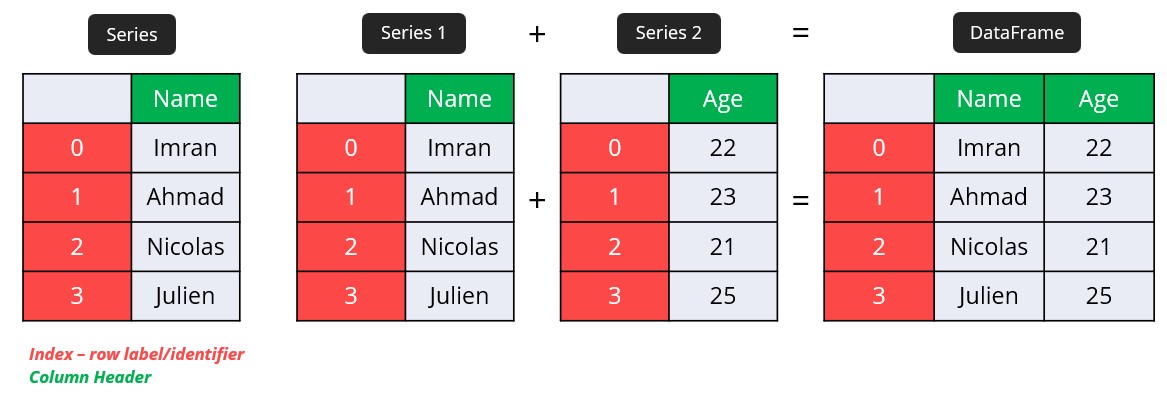 Series Series 1 + Series 2 = DataFrame
Name Name Age Name Age
0 Imran 0 Imran 0 22 0 Imran 22
1 Ahmad 1 Ahmad + 1 23 = 1 Ahmad 23
2 Nicolas 2 Nicolas 2 21 2 Nicolas 21
3 Julien 3 Julien 3 25 3 Julien 25
Index – row label/identifier
Column Header